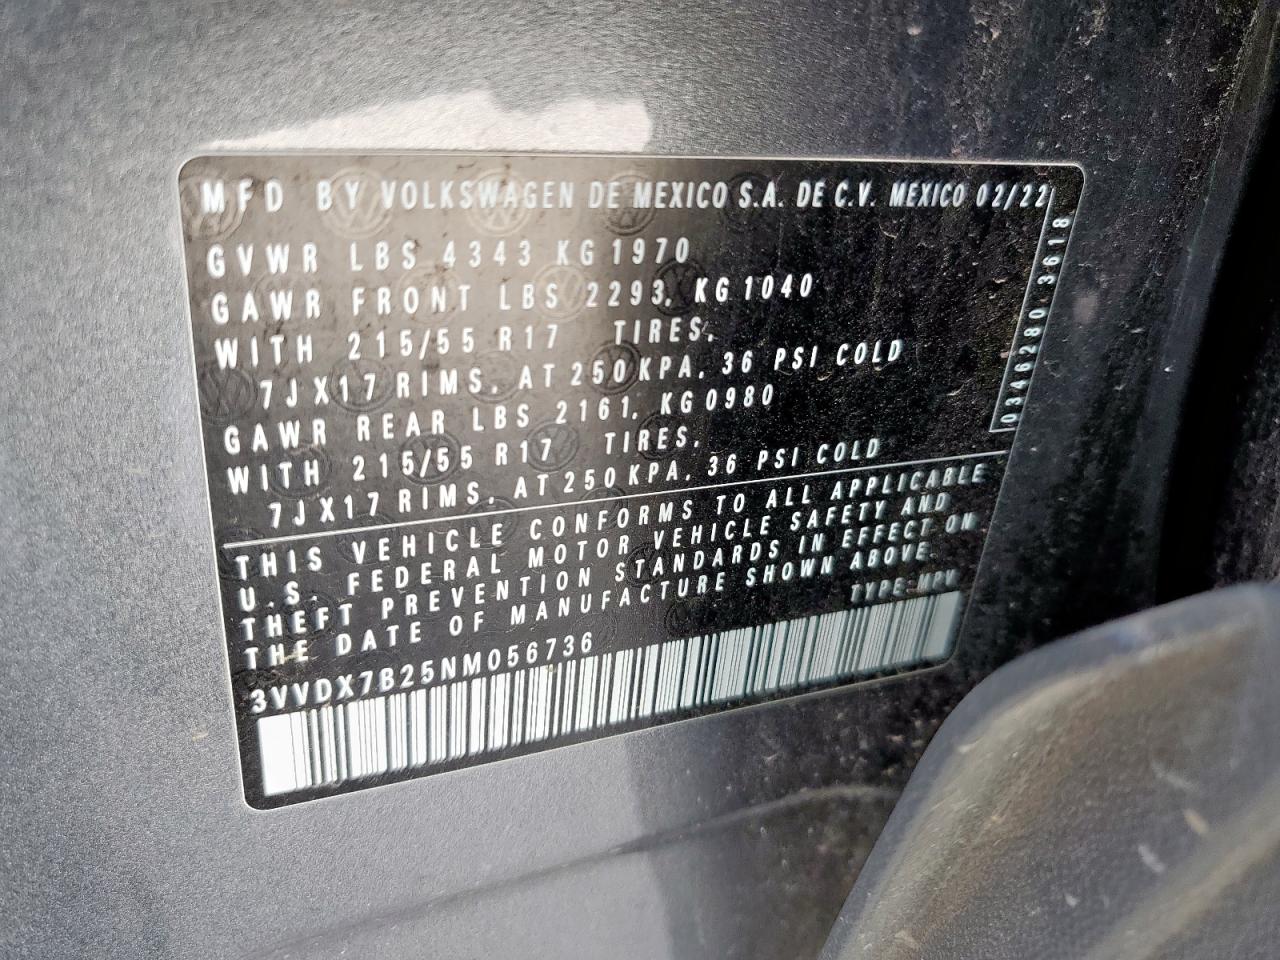 MFD BY VOLKSWAGEN DE MEXICO S.A. DE C.V. MEXICO 02/22
GVWR LBS 4343 KG 1970
GAWR FRONT LBS 2293, KG 1040
WITH 215/55 R17 TIRES,
7JX17 RIMS, AT 250 KPA, 36 PSI COLD
GAWR REAR LBS 2161, KG 0980
WITH 215/55 R17 TIRES,
7JX17 RIMS, AT 250 KPA, 36 PSI COLD
0346280 3618
THIS VEHICLE CONFORMS TO ALL APPLICABLE
U.S. FEDERAL MOTOR VEHICLE SAFETY AND
THEFT PREVENTION STANDARDS IN EFFECT ON
THE DATE OF MANUFACTURE SHOWN ABOVE
3VVDX7B25NM056736 TYPE-MPV